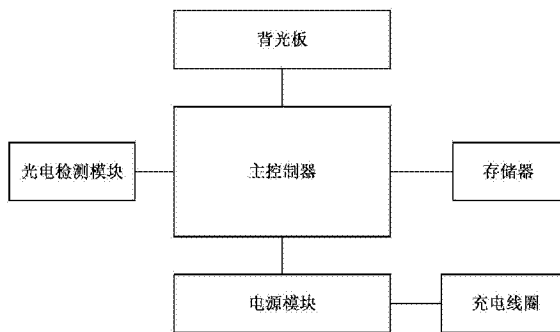 背光板
光电检测模块
主控制器
存储器
电源模块
充电线圈